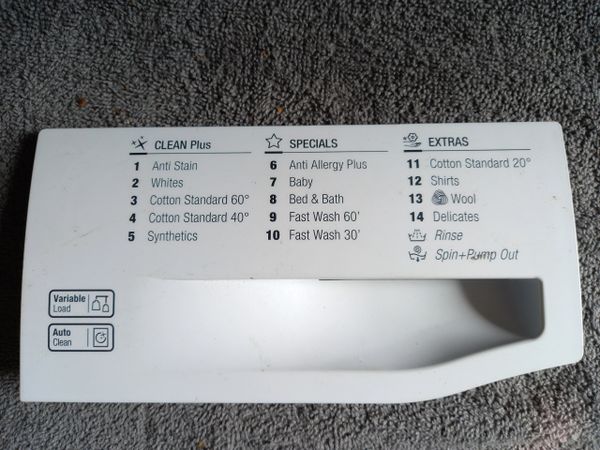 CLEAN Plus
1 Anti Stain
2 Whites
3 Cotton Standard 60°
4 Cotton Standard 40°
5 Synthetics
SPECIALS
6 Anti Allergy Plus
7 Baby
8 Bed & Bath
9 Fast Wash 60'
10 Fast Wash 30'
EXTRAS
11 Cotton Standard 20°
12 Shirts
13 Wool
14 Delicates
Rinse
Spin+Pump Out
Variable
Load
Auto
Clean